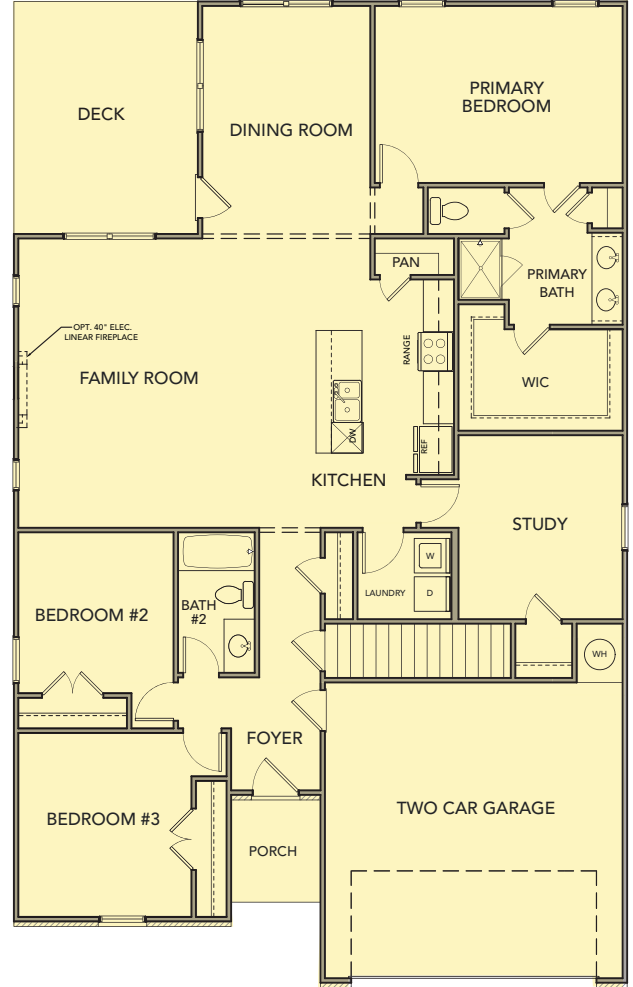 PRIMARY
BEDROOM
DECK
DINING ROOM
PAN
PRIMARY
BATH
OPT. 40" ELEC.
LINEAR FIREPLACE
RANGE
FAMILY ROOM
WIC
DW
REF
KITCHEN
STUDY
W
LAUNDRY
D
BEDROOM #2
BATH
#2
WH
FOYER
TWO CAR GARAGE
BEDROOM #3
PORCH